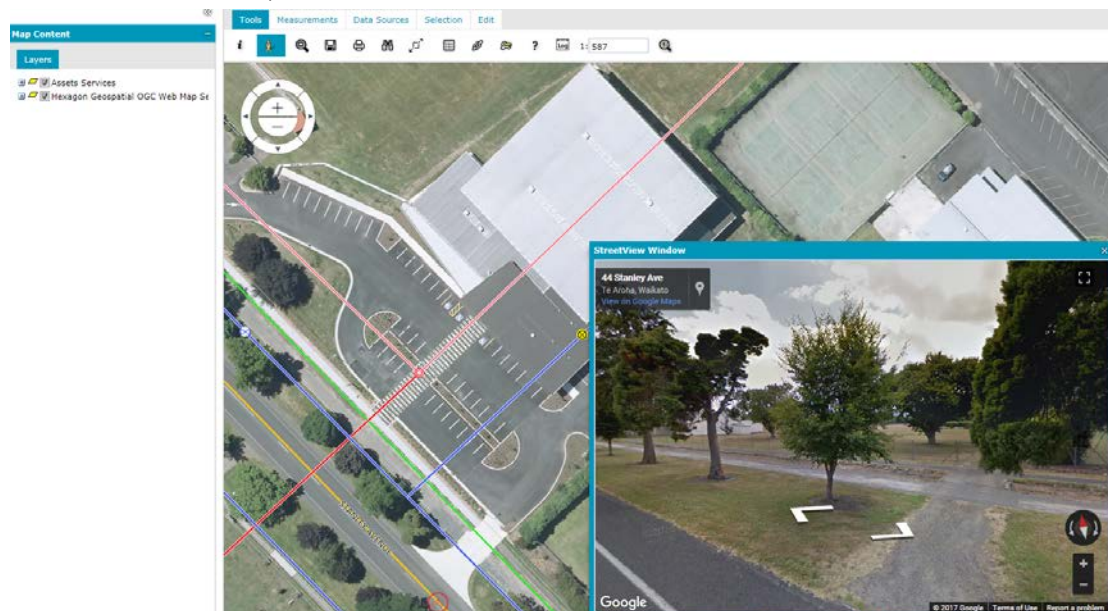 Tools Measurements Data Sources Selection Edit
Map Content
Layers
Assets Services
Hexagon Geospatial OGC Web Map Se
i ? Log 1: 587
StreetView Window
44 Stanley Ave
Te Aroha, Waikato
View on Google Maps
Google
© 2017 Google Terms of Use Report a problem